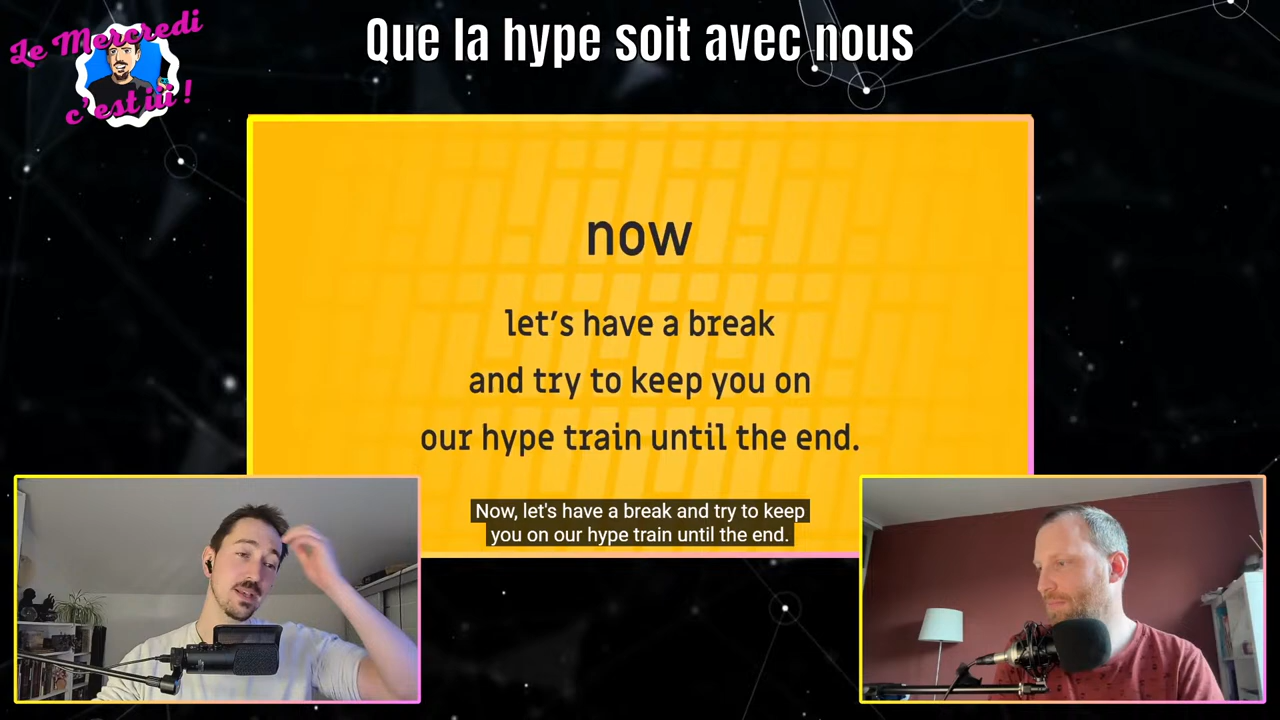 Le Mercredi
c'est iii !
Que la hype soit avec nous
now
let's have a break
and try to keep you on
our hype train until the end.
Now, let's have a break and try to keep
you on our hype train until the end.